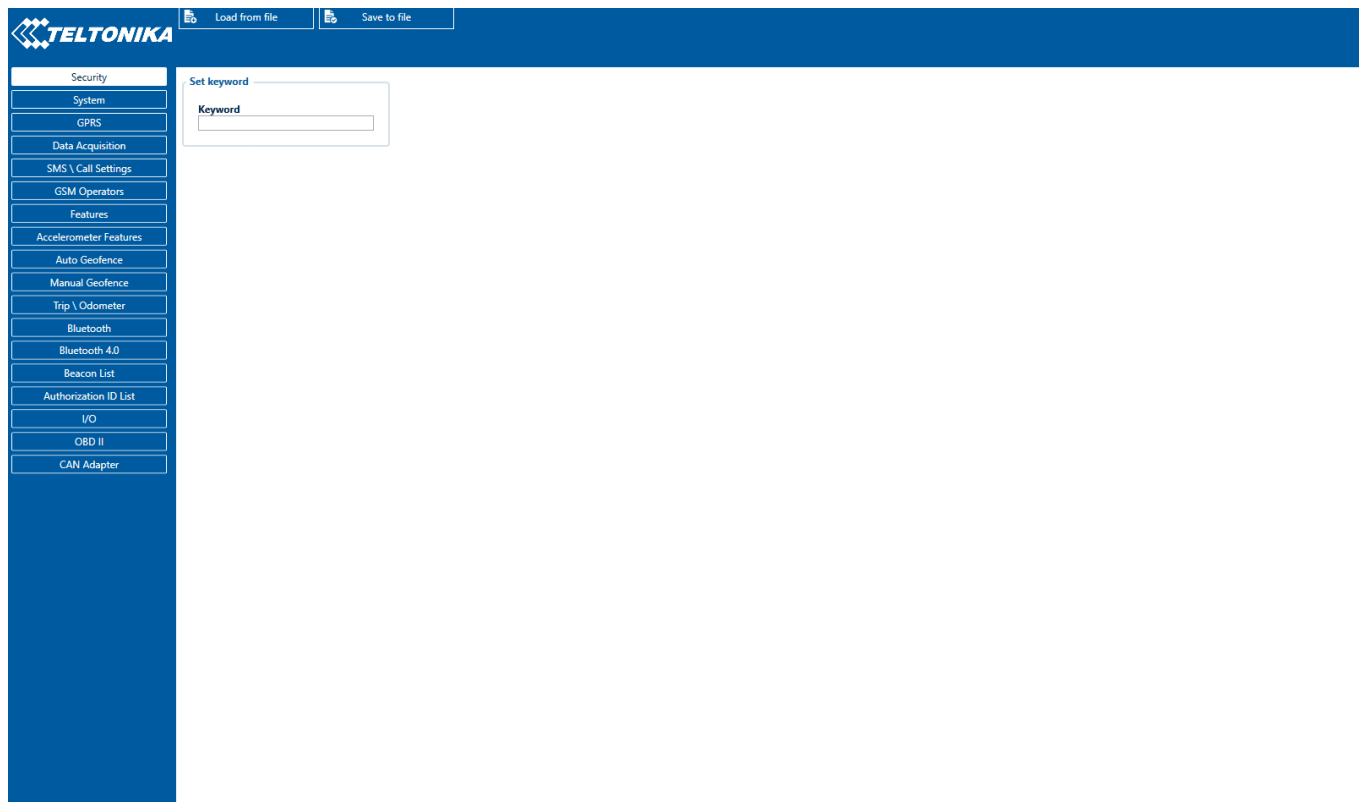 TELTONIKA
Load from file
Save to file
Security
System
GPRS
Data Acquisition
SMS \ Call Settings
GSM Operators
Features
Accelerometer Features
Auto Geofence
Manual Geofence
Trip \ Odometer
Bluetooth
Bluetooth 4.0
Beacon List
Authorization ID List
I/O
OBD II
CAN Adapter
Set keyword
Keyword